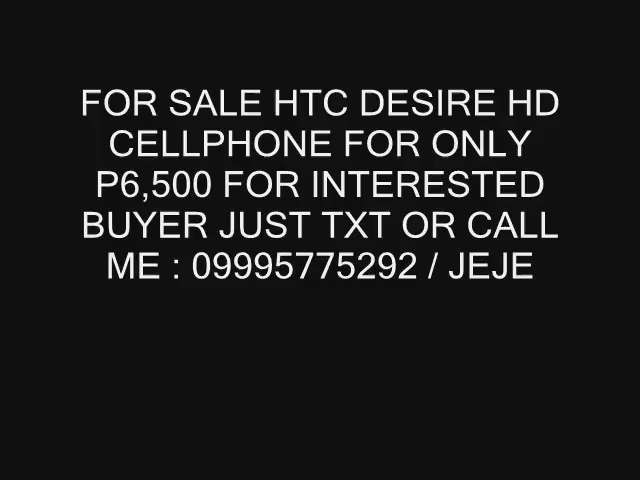 FOR SALE HTC DESIRE HD
CELLPHONE FOR ONLY
P6,500 FOR INTERESTED
BUYER JUST TXT OR CALL
ME : 09995775292 / JEJE